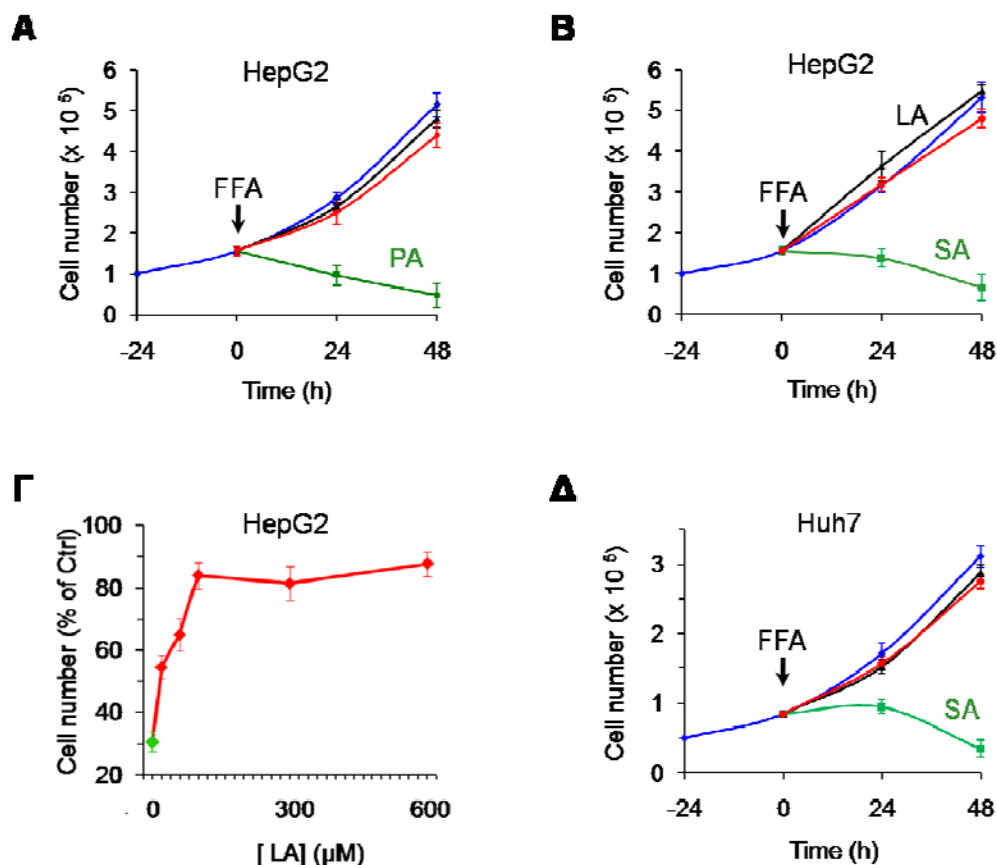 A
HepG2
Cell number (x 10 ⁵)
6
5
4
3
2
1
0
FFA
PA
-24 0 24 48
Time (h)
B
HepG2
Cell number (x 10 ⁵)
6
5
4
3
2
1
0
LA
FFA
SA
-24 0 24 48
Time (h)
Γ
HepG2
Cell number (% of Ctrl)
100
80
60
40
20
0 300 600
[ LA] (μM)
Δ
Huh7
Cell number (x 10 ⁵)
3
2
1
0
FFA
SA
-24 0 24 48
Time (h)